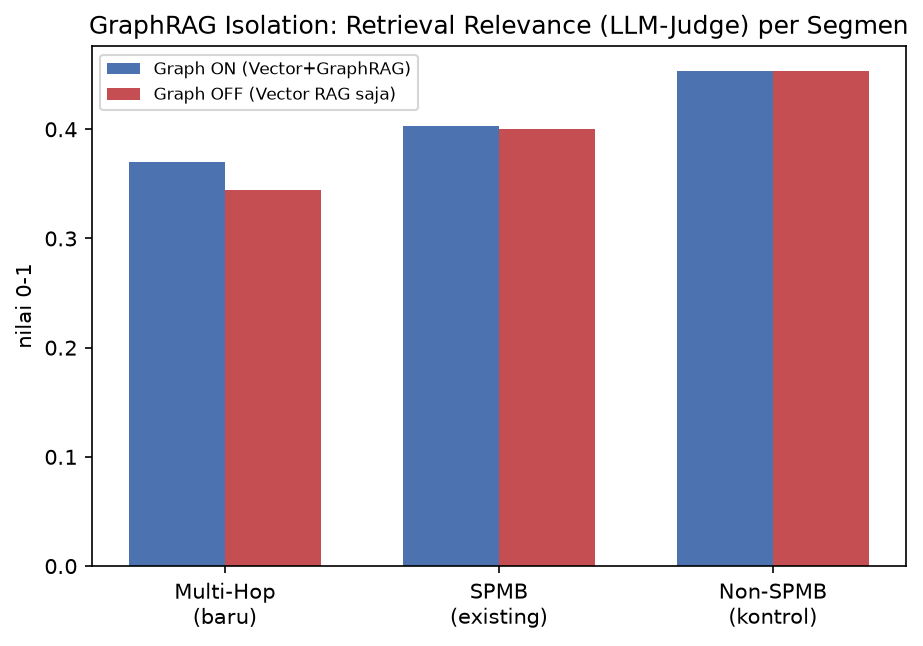 GraphRAG Isolation: Retrieval Relevance (LLM-Judge) per Segmen
Graph ON (Vector+GraphRAG)
Graph OFF (Vector RAG saja)
nilai 0-1
0.4
0.3
0.2
0.1
0.0
Multi-Hop
(baru)
SPMB
(existing)
Non-SPMB
(kontrol)